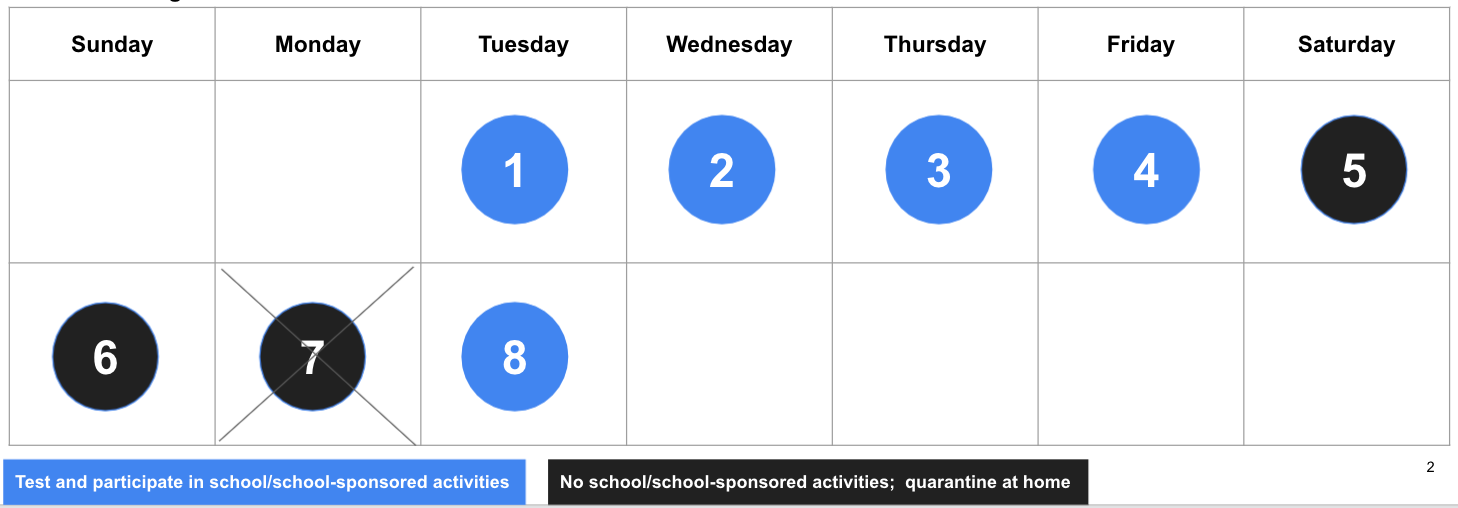 Sunday Monday Tuesday Wednesday Thursday Friday Saturday
1 2 3 4 5
6 7 8
Test and participate in school/school-sponsored activities No school/school-sponsored activities; quarantine at home
2